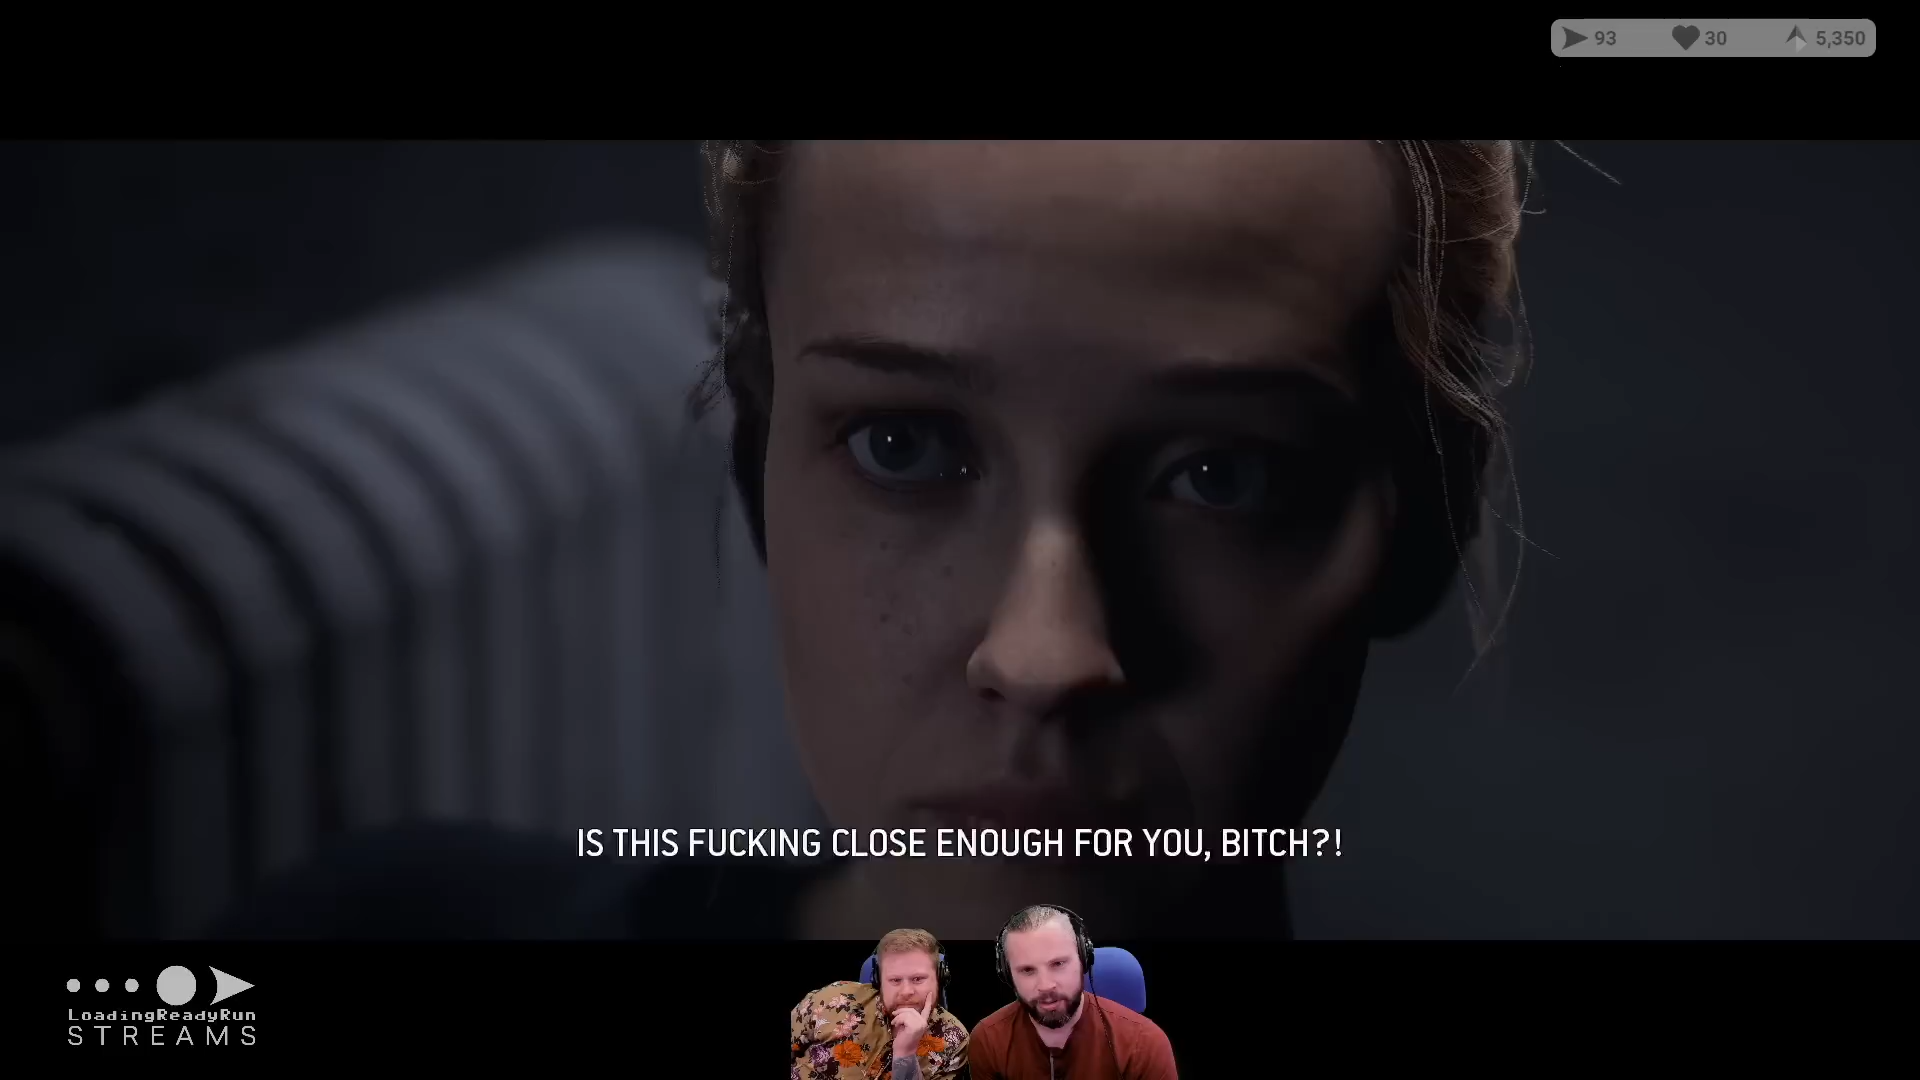 93 30 5,350
IS THIS FUCKING CLOSE ENOUGH FOR YOU, BITCH?!
LoadingReadyRun
STREAMS